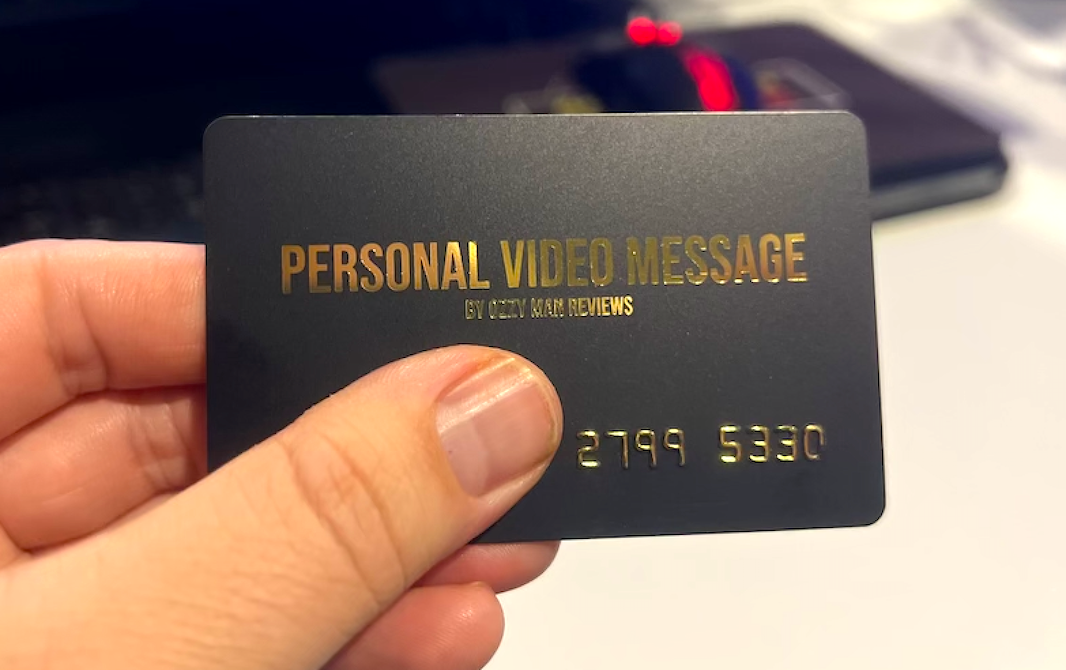 PERSONAL VIDEO MESSAGE
BY OZZY MAN REVIEWS
2799 5330